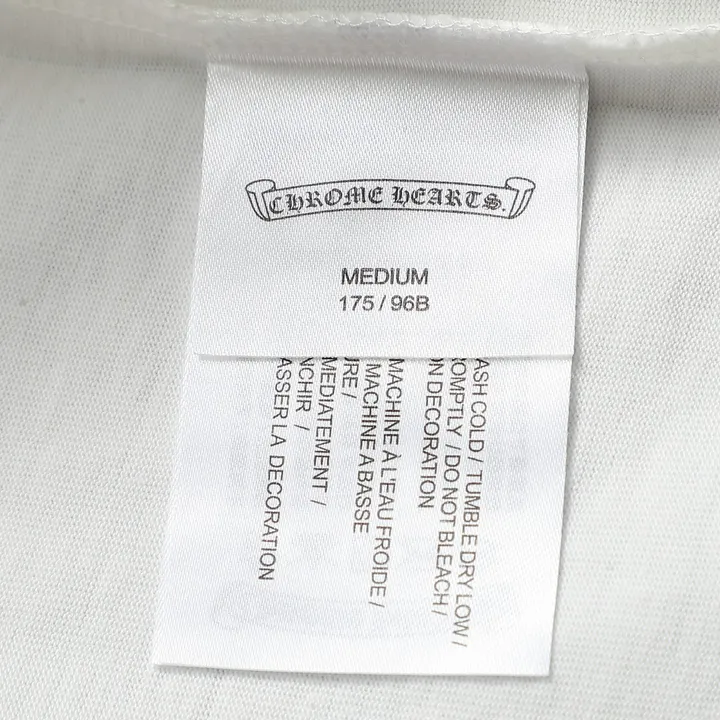 CHROME HEARTS.
MEDIUM
175 / 96B
ASH COLD / TUMBLE DRY LOW /
OMPTLY / DO NOT BLEACH /
N DECORATION
MACHINE À L'EAU FROIDE /
MACHINE A BASSE
URE /
MEDIATEMENT /
NCHIR /
ASSER LA DECORATION